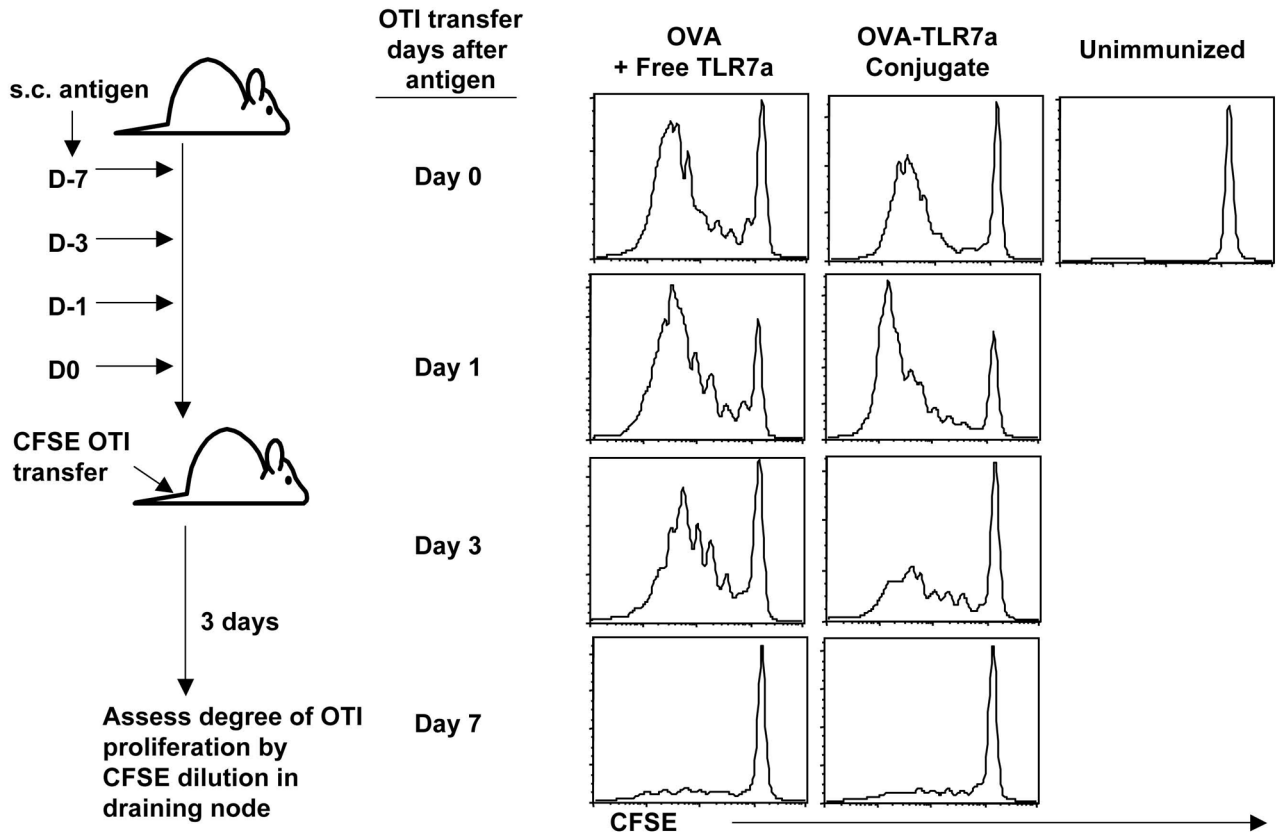 s.c. antigen
D-7
D-3
D-1
D0
CFSE OTI
transfer
3 days
Assess degree of OTI
proliferation by
CFSE dilution in
draining node
OTI transfer
days after
antigen
Day 0
Day 1
Day 3
Day 7
OVA
+ Free TLR7a
OVA-TLR7a
Conjugate
Unimmunized
CFSE